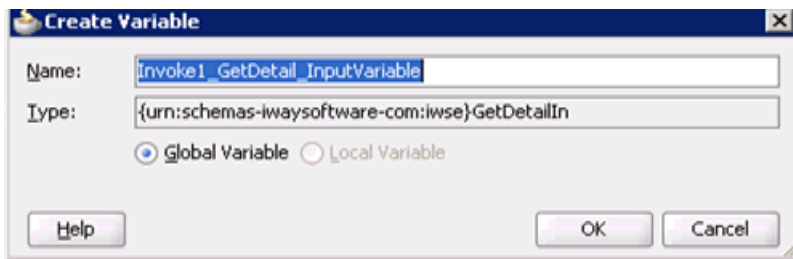 Create Variable
Name: Invoke1_GetDetail_InputVariable
Type: {urn:schemas-iwaysoftware-com:iwse}GetDetailIn
Global Variable Local Variable
Help OK Cancel